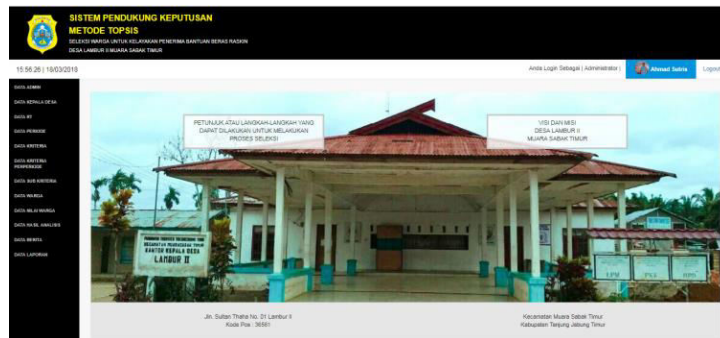 SISTEM PENDUKUNG KEPUTUSAN
METODE TOPSIS
SELEKSI WARGA UNTUK KELAYAKAN PENERIMA BANTUAN BERAS RASKIN
DESA LAMBUR II MUARA SABAK TIMUR
15:56:26 | 16/03/2018
Anda Login Sebagai | Administrator |
Ahmad Sabra
Logout
DATA ADMIN
DATA KEPALA DESA
DATA RT
DATA PERIODE
DATA KRITERIA
DATA KRITERIA
PERPERIODE
DATA SUB KRITERIA
DATA WARGA
DATA NILAI WARGA
DATA HASIL ANALISIS
DATA BERITA
DATA LAPORAN
PETUNJUK ATAU LANGKAH-LANGKAH YANG
DAPAT DILAKUKAN UNTUK MELAKUKAN
PROSES SELEKSI
VISI DAN MISI
DESA LAMBUR II
MUARA SABAK TIMUR
KANTOR KEPALA DESA
LAMBUR II
LPM
PKK
BPD
Jln. Sultan Thaha No. 01 Lambur II
Kode Pos : 36561
Kecamatan Muara Sabak Timur
Kabupaten Tanjung Jabung Timur